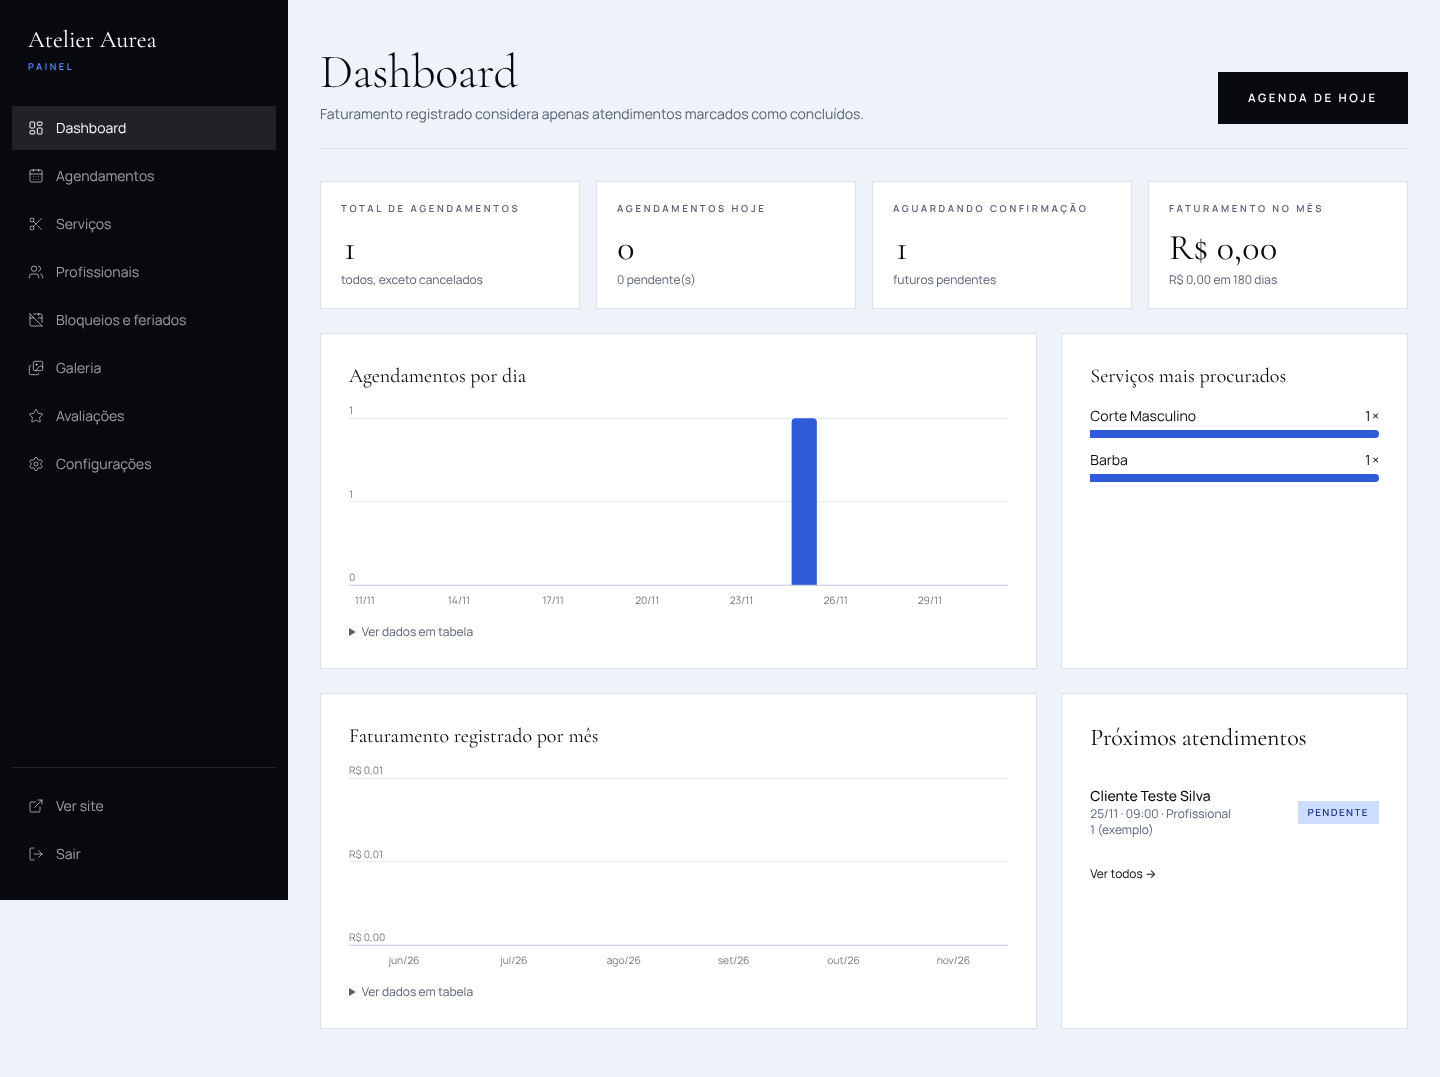 Atelier Aurea
PAINEL
Dashboard
Agendamentos
Serviços
Profissionais
Bloqueios e feriados
Galeria
Avaliações
Configurações
Ver site
Sair
Dashboard
Faturamento registrado considera apenas atendimentos marcados como concluídos.
AGENDA DE HOJE
TOTAL DE AGENDAMENTOS
1
todos, exceto cancelados
AGENDAMENTOS HOJE
0
0 pendente(s)
AGUARDANDO CONFIRMAÇÃO
1
futuros pendentes
FATURAMENTO NO MÊS
R$ 0,00
R$ 0,00 em 180 dias
Agendamentos por dia
1
1
0
11/11 14/11 17/11 20/11 23/11 26/11 29/11
▶ Ver dados em tabela
Serviços mais procurados
Corte Masculino 1×
Barba 1×
Faturamento registrado por mês
R$ 0,01
R$ 0,01
R$ 0,00
jun/26 jul/26 ago/26 set/26 out/26 nov/26
▶ Ver dados em tabela
Próximos atendimentos
Cliente Teste Silva
25/11 · 09:00 · Profissional
1 (exemplo)
PENDENTE
Ver todos →